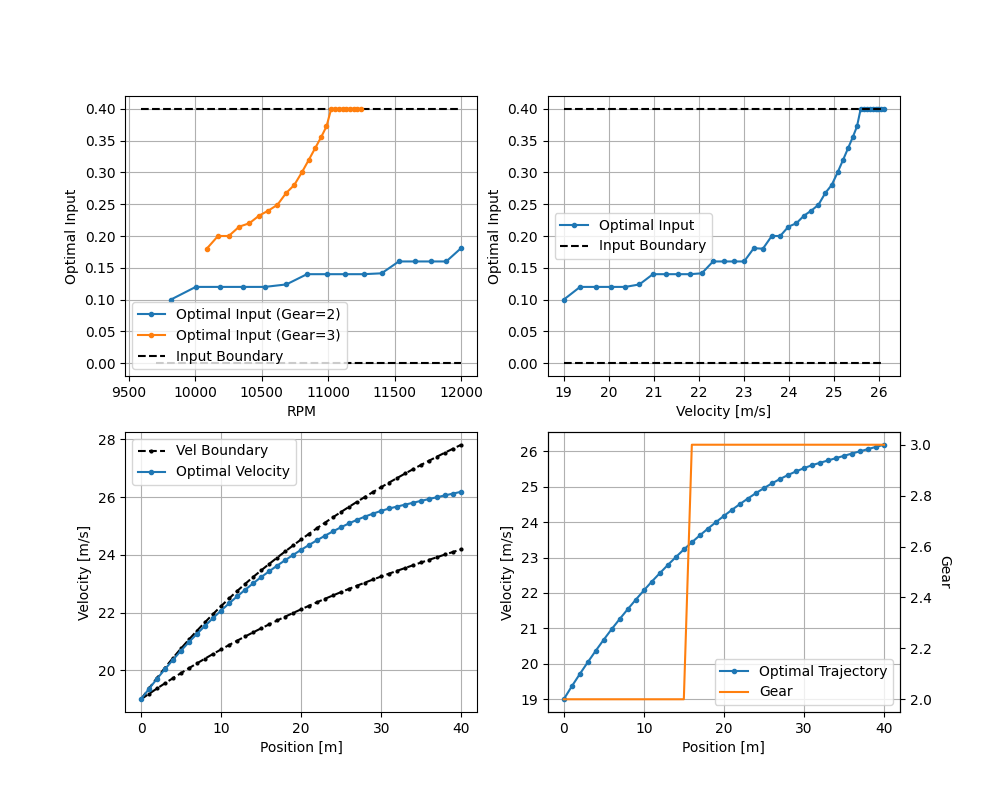 0.40
0.35
0.30
0.25
0.20
0.15
0.10
0.05
0.00
Optimal Input
Optimal Input (Gear=2)
Optimal Input (Gear=3)
Input Boundary
9500 10000 10500 11000 11500 12000
RPM
0.40
0.35
0.30
0.25
0.20
0.15
0.10
0.05
0.00
Optimal Input
Optimal Input
Input Boundary
19 20 21 22 23 24 25 26
Velocity [m/s]
28
26
24
22
20
Velocity [m/s]
Vel Boundary
Optimal Velocity
0 10 20 30 40
Position [m]
26
25
24
23
22
21
20
19
Velocity [m/s]
Optimal Trajectory
Gear
0 10 20 30 40
Position [m]
3.0
2.8
2.6
2.4
2.2
2.0
Gear